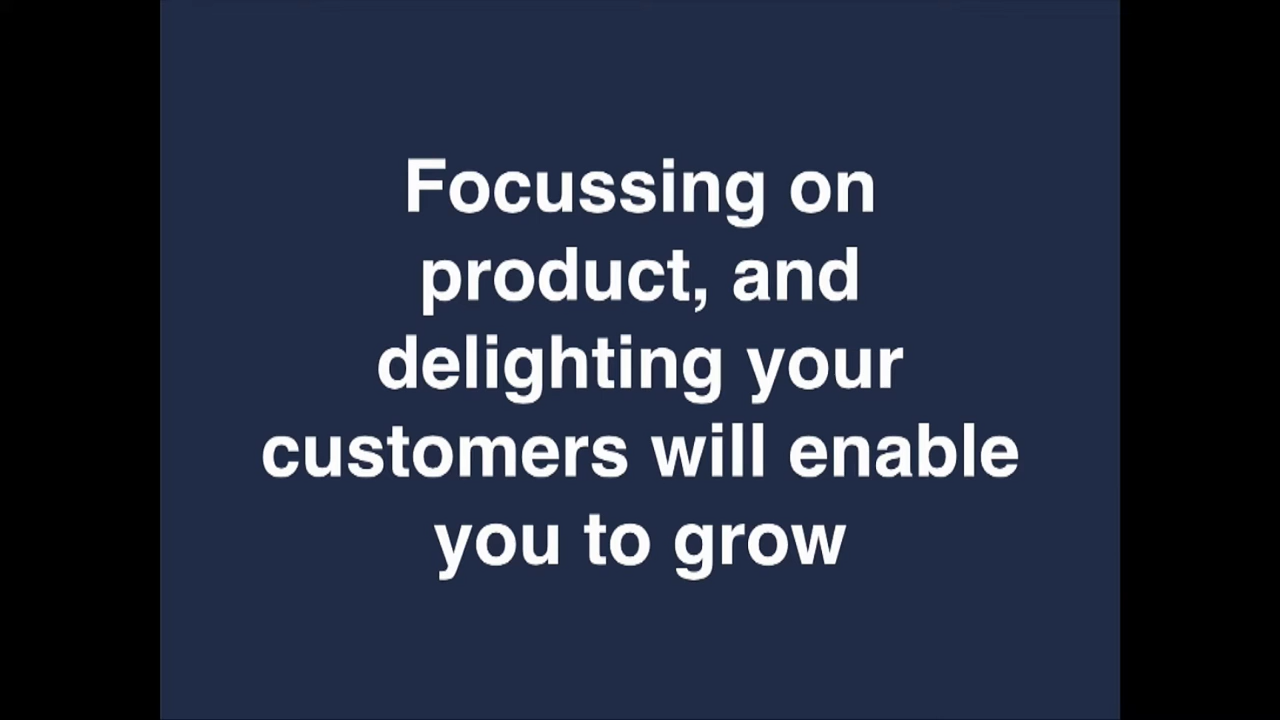 Focussing on
product, and
delighting your
customers will enable
you to grow